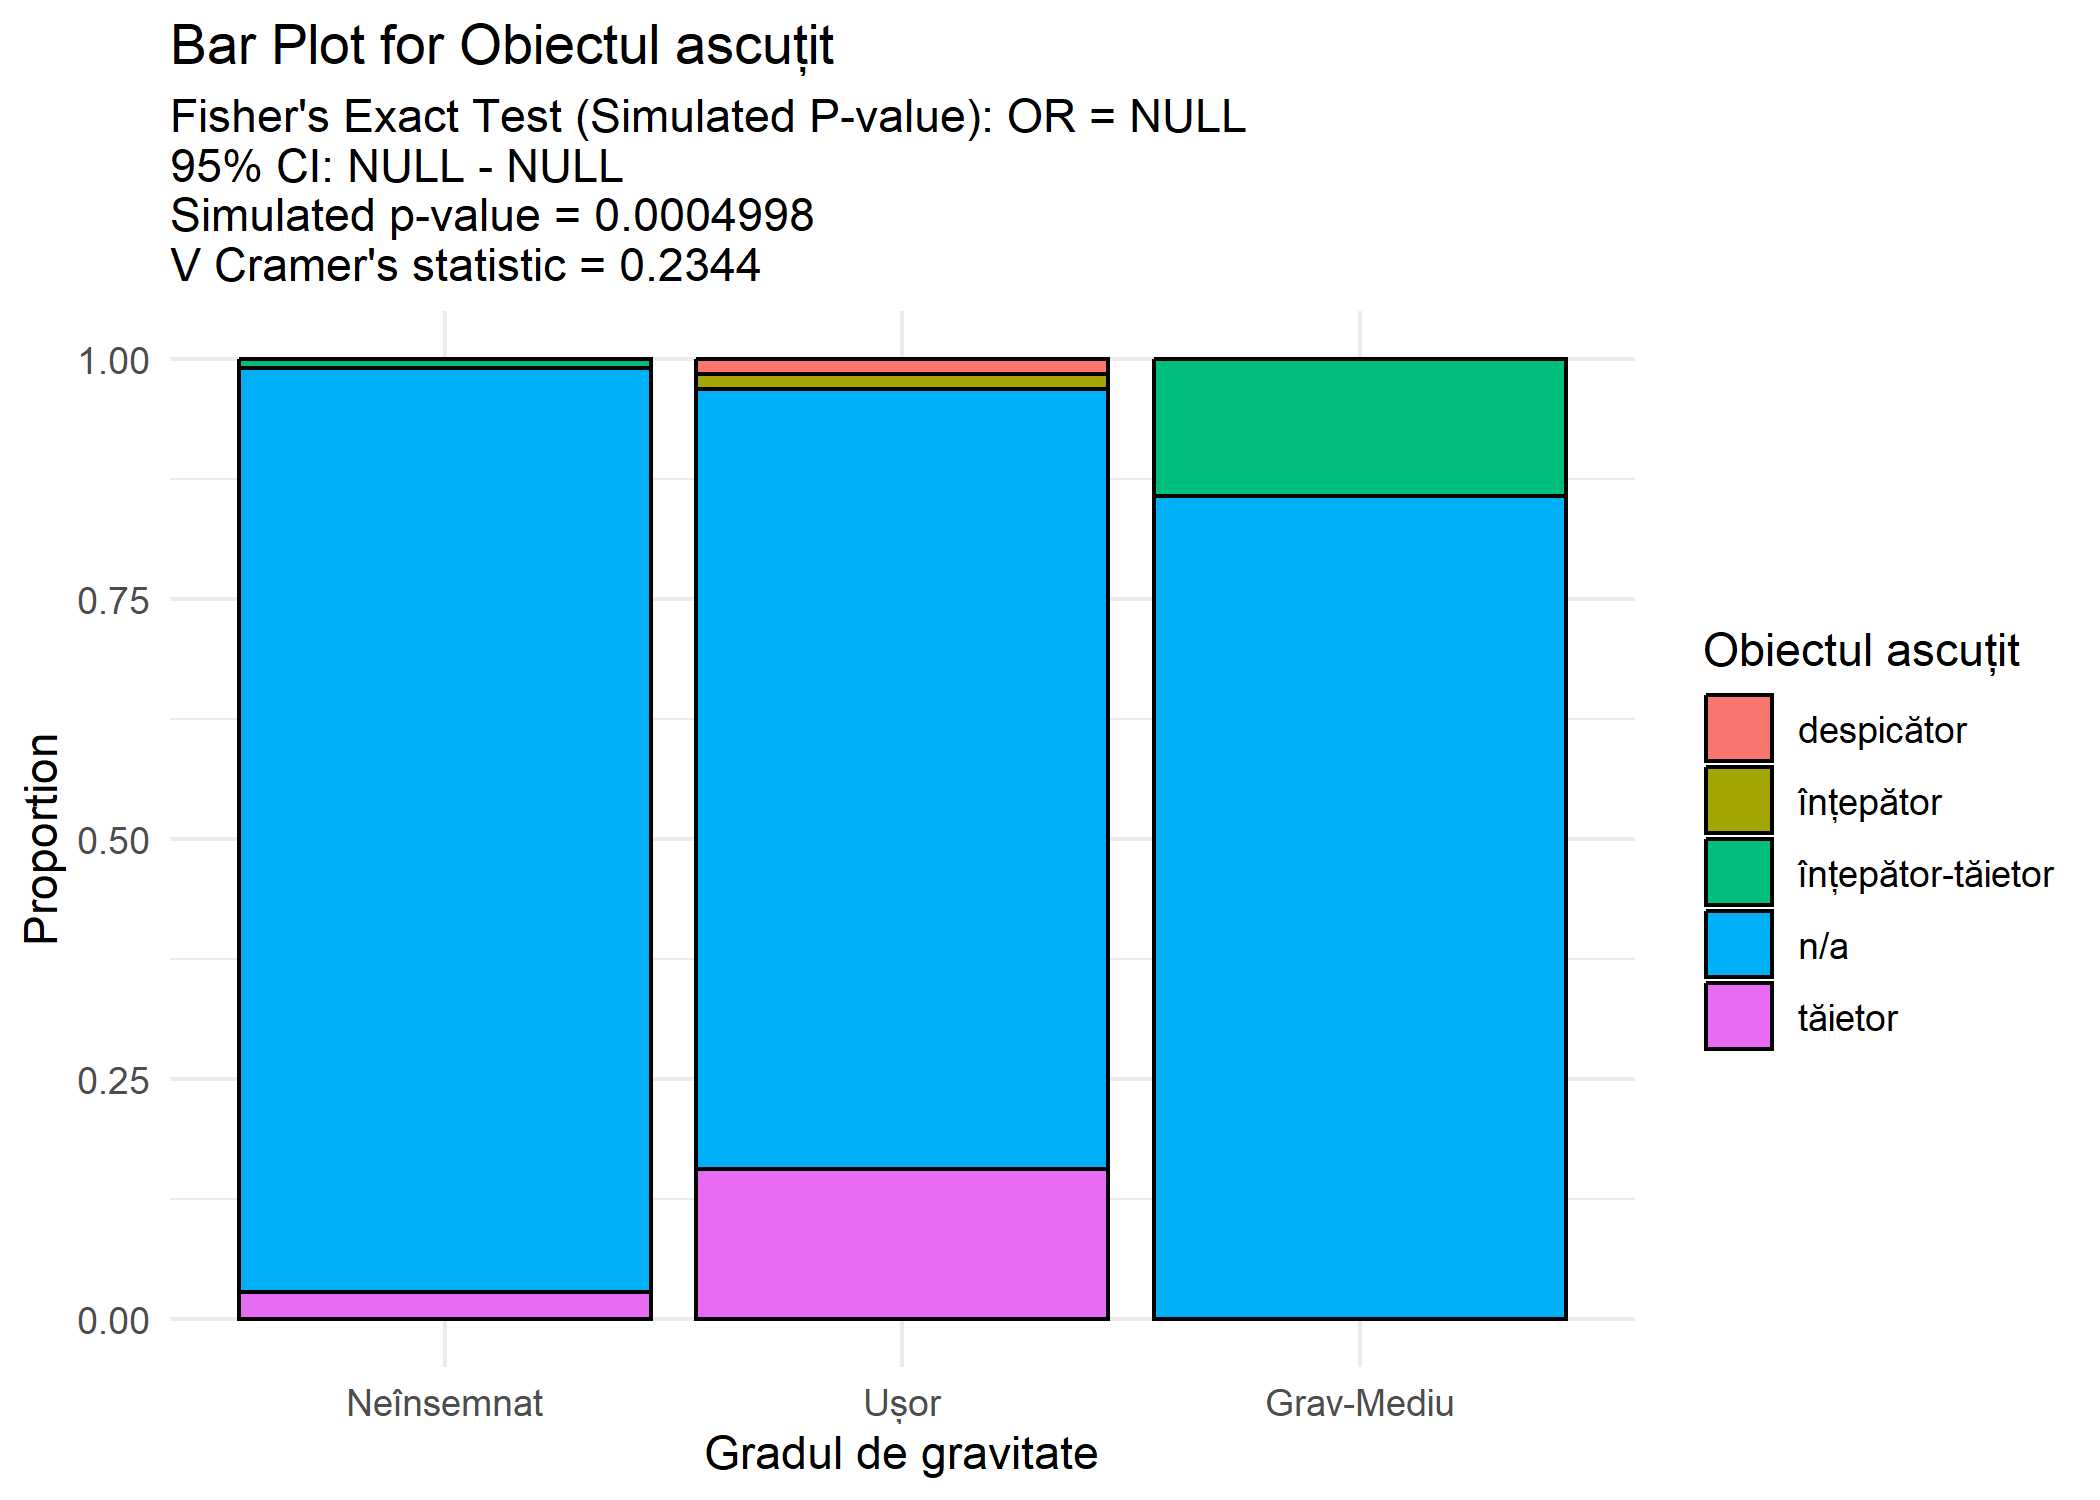 Bar Plot for Obiectul ascuțit
Fisher's Exact Test (Simulated P-value): OR = NULL
95% CI: NULL - NULL
Simulated p-value = 0.0004998
V Cramer's statistic = 0.2344
1.00
0.75
0.50
0.25
0.00
Proportion
Neînsemnat
Ușor
Grav-Mediu
Gradul de gravitate
Obiectul ascuțit
despicător
înțepător
înțepător-tăietor
n/a
tăietor